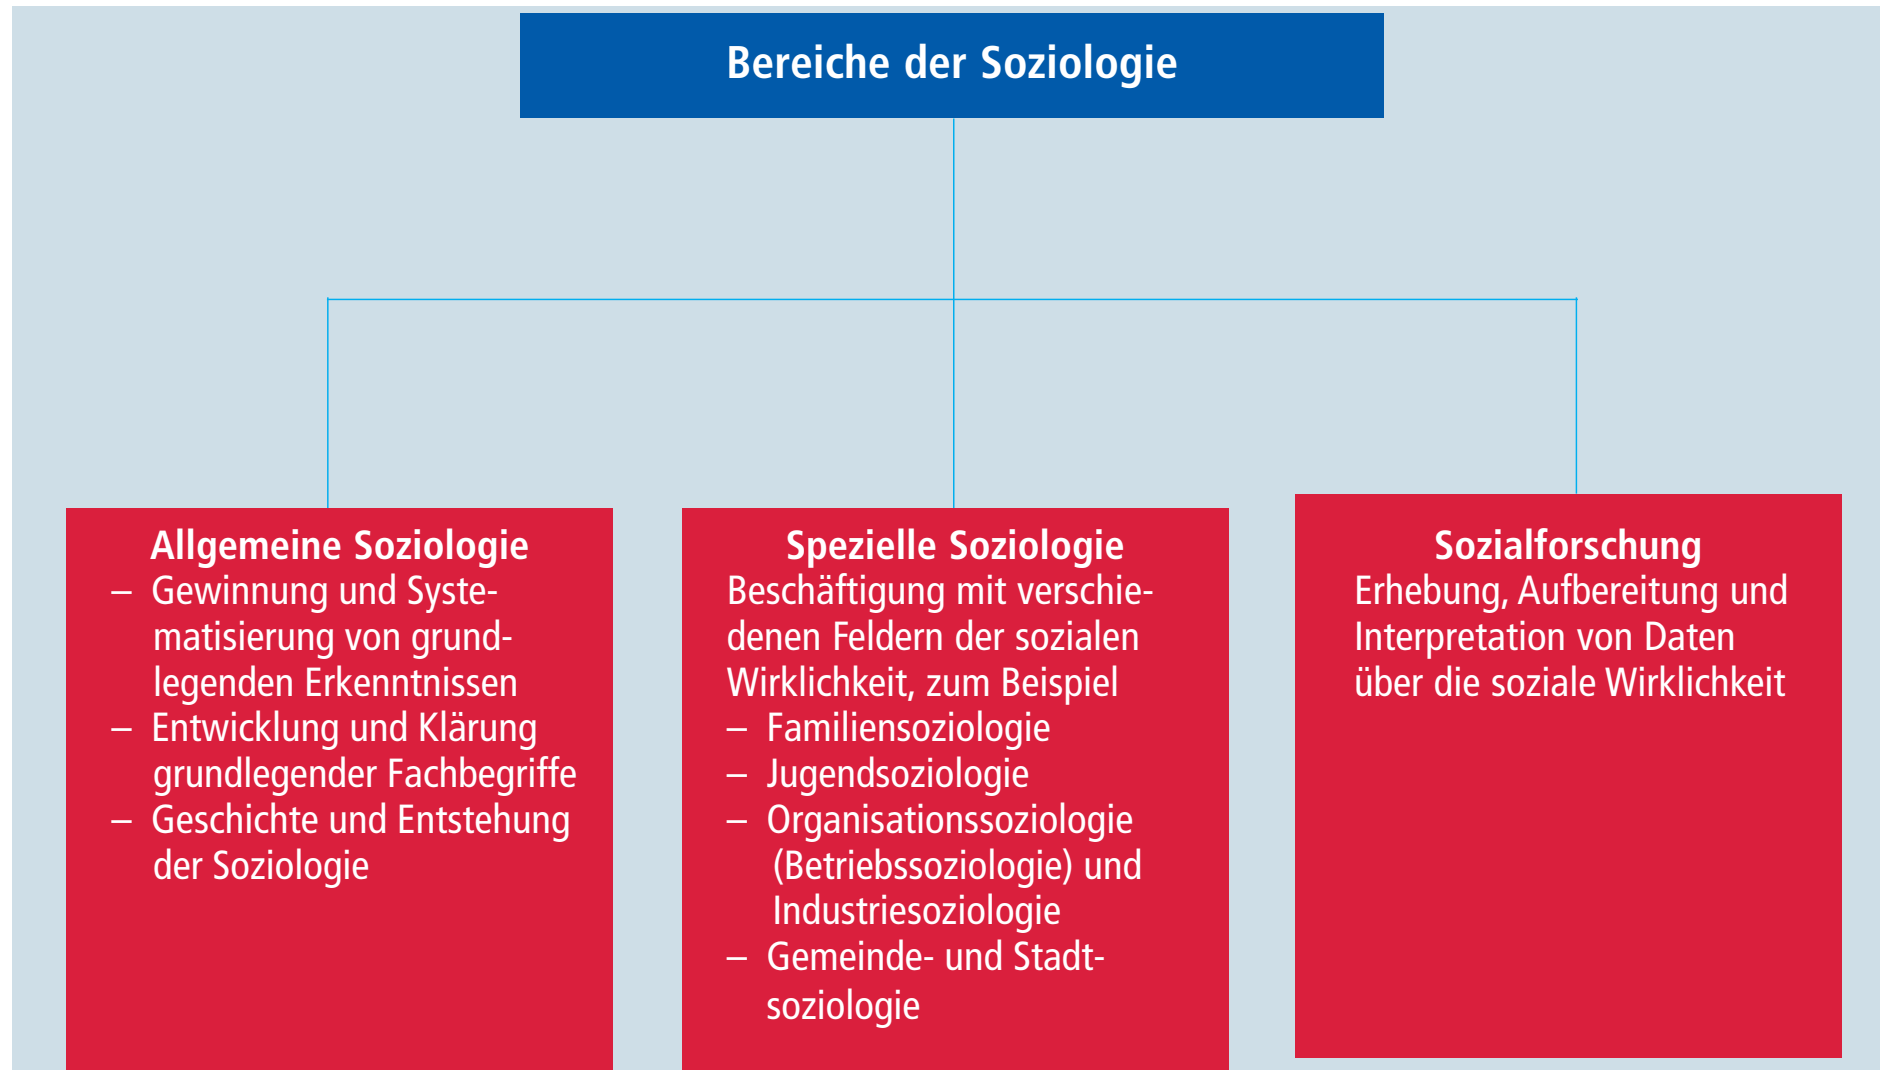 Bereiche der Soziologie
Allgemeine Soziologie
– Gewinnung und Syste-
matisierung von grund-
legenden Erkenntnissen
– Entwicklung und Klärung
grundlegender Fachbegriffe
– Geschichte und Entstehung
der Soziologie
Spezielle Soziologie
Beschäftigung mit verschie-
denen Feldern der sozialen
Wirklichkeit, zum Beispiel
– Familiensoziologie
– Jugendsoziologie
– Organisationssoziologie
(Betriebssoziologie) und
Industriesoziologie
– Gemeinde- und Stadt-
soziologie
Sozialforschung
Erhebung, Aufbereitung und
Interpretation von Daten
über die soziale Wirklichkeit